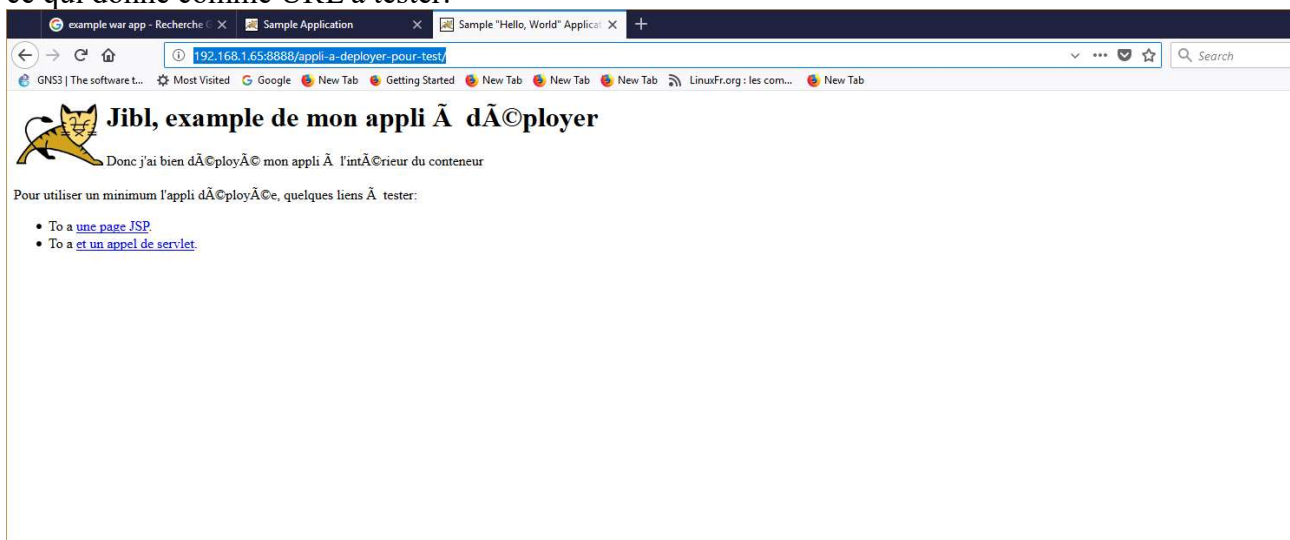 ce qui donne comme URL à tester:
example war app - Recherche G
Sample Application
Sample "Hello, World" Applicat
192.168.1.65:8888/appli-a-deployer-pour-test/
Search
GNS3 | The software t...
Most Visited
Google
New Tab
Getting Started
New Tab
New Tab
New Tab
LinuxFr.org : les com...
New Tab
Jibl, example de mon appli Ã  dÃ©ployer
Donc j'ai bien dÃ©ployÃ© mon appli Ã  l'intÃ©rieur du conteneur
Pour utiliser un minimum l'appli dÃ©ployÃ©e, quelques liens Ã  tester:
• To a une page JSP.
• To a et un appel de servlet.